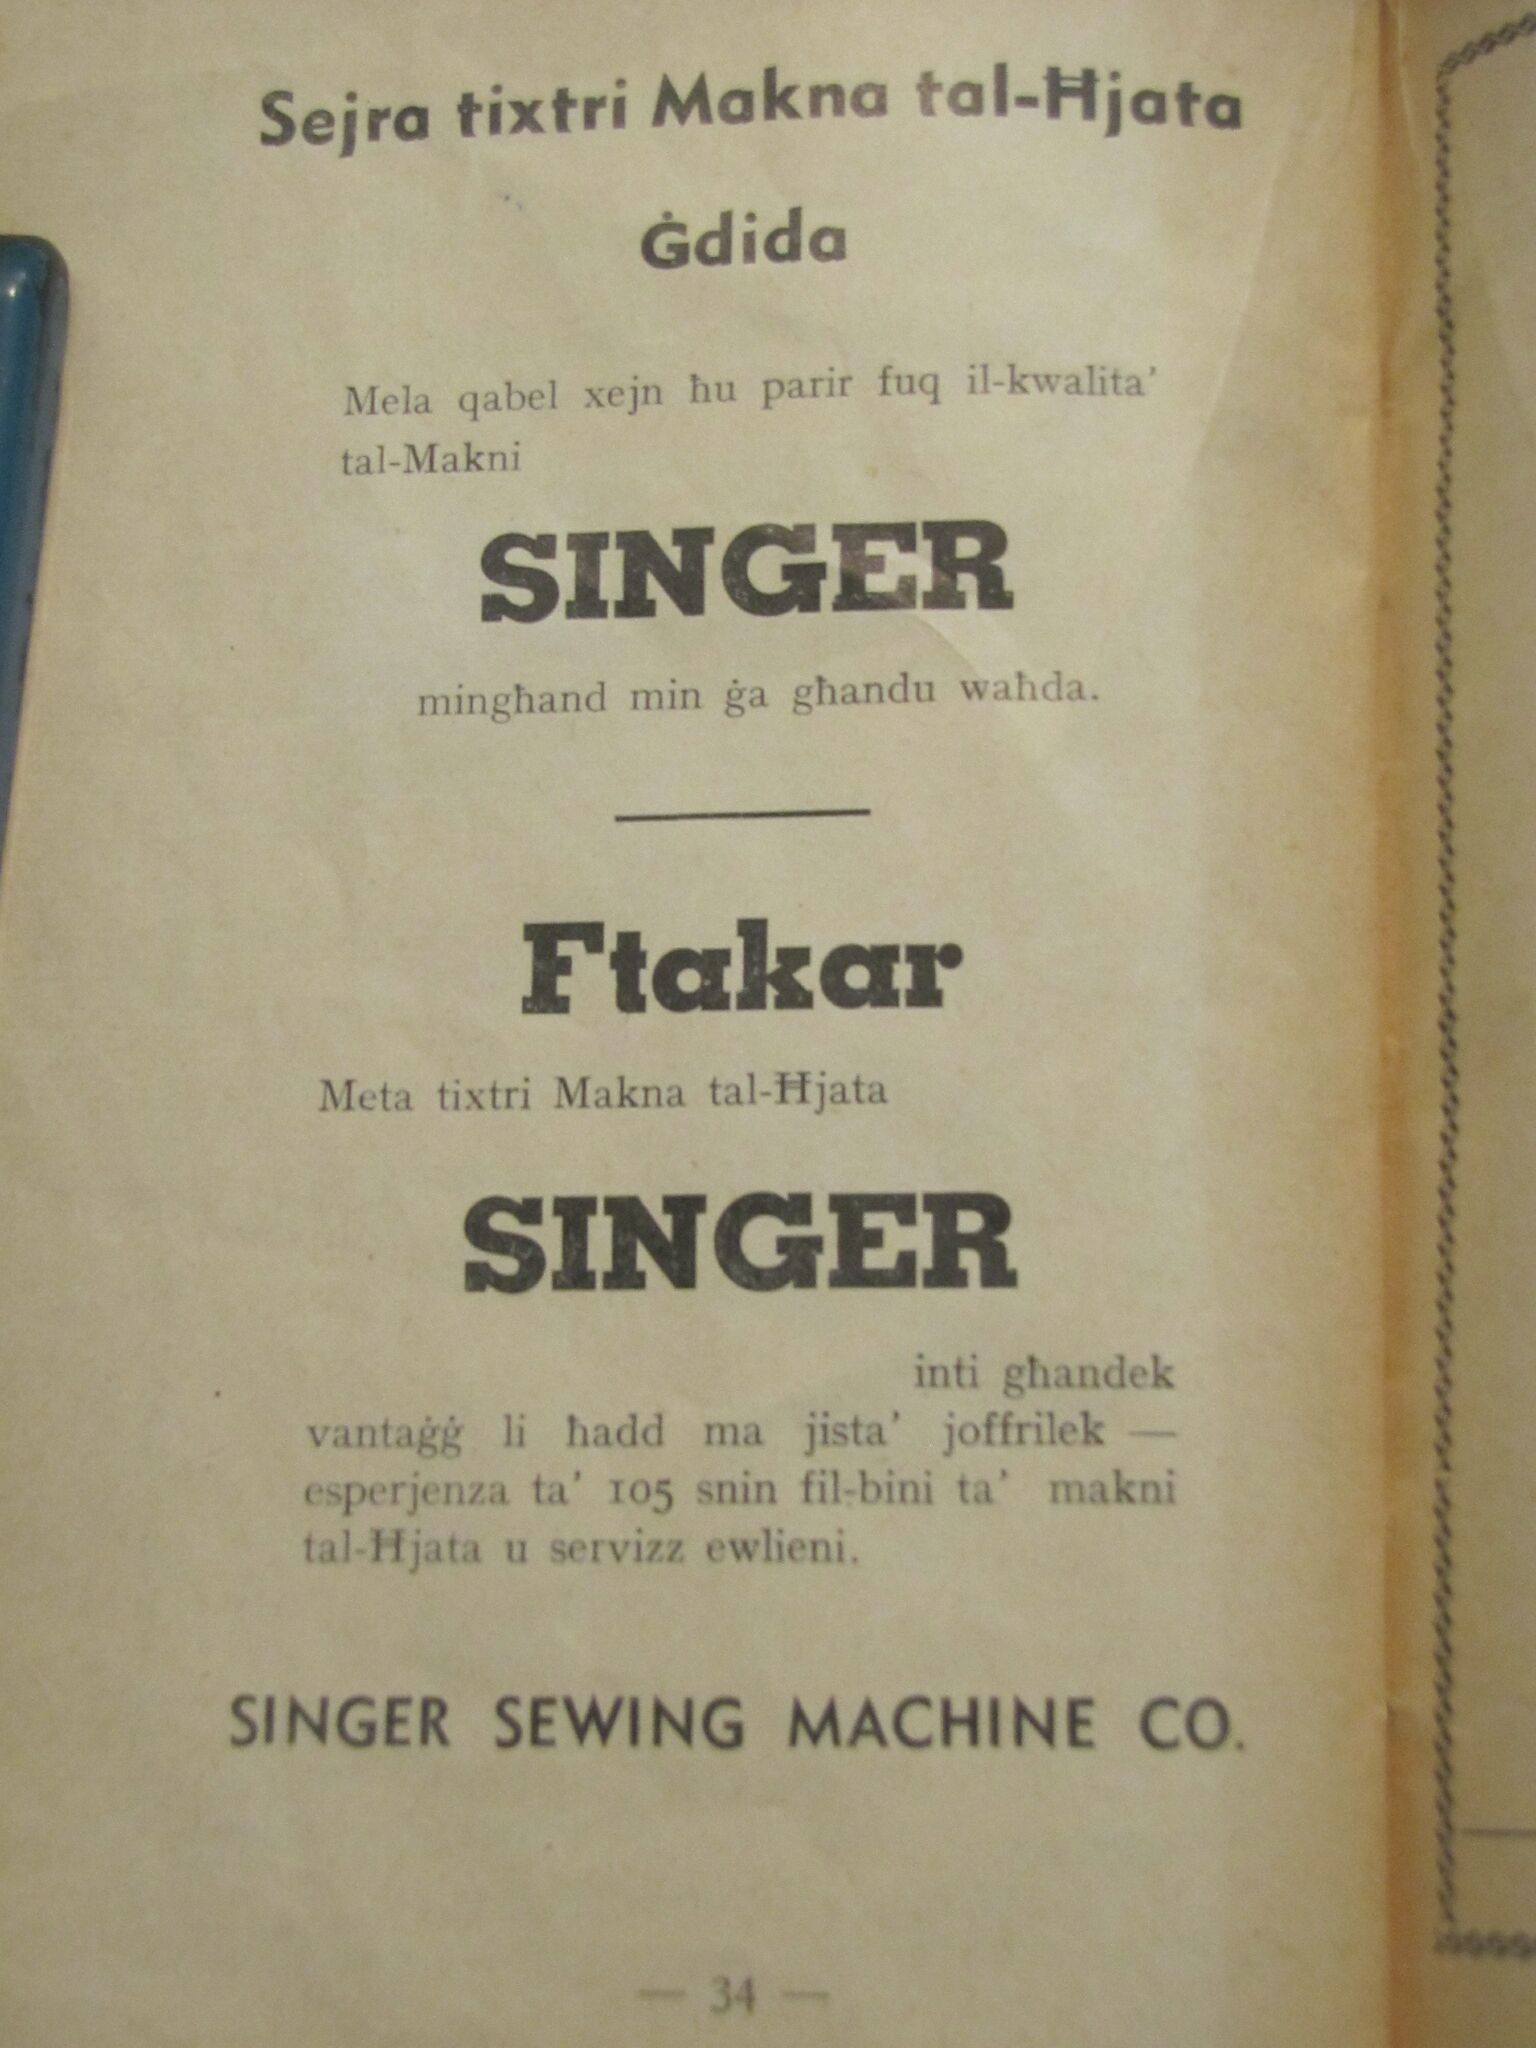 Sejra tixtri Makna tal-Ħjata
Ġdida
Mela qabel xejn ħu parir fuq il-kwalita'
tal-Makni
SINGER
mingħand min ġa għandu waħda.
Ftakar
Meta tixtri Makna tal-Ħjata
SINGER
inti għandek
vantaġġ li ħadd ma jista' joffrilek —
esperjenza ta' 105 snin fil-bini ta' makni
tal-Ħjata u servizz ewlieni.
SINGER SEWING MACHINE CO.
— 34 —